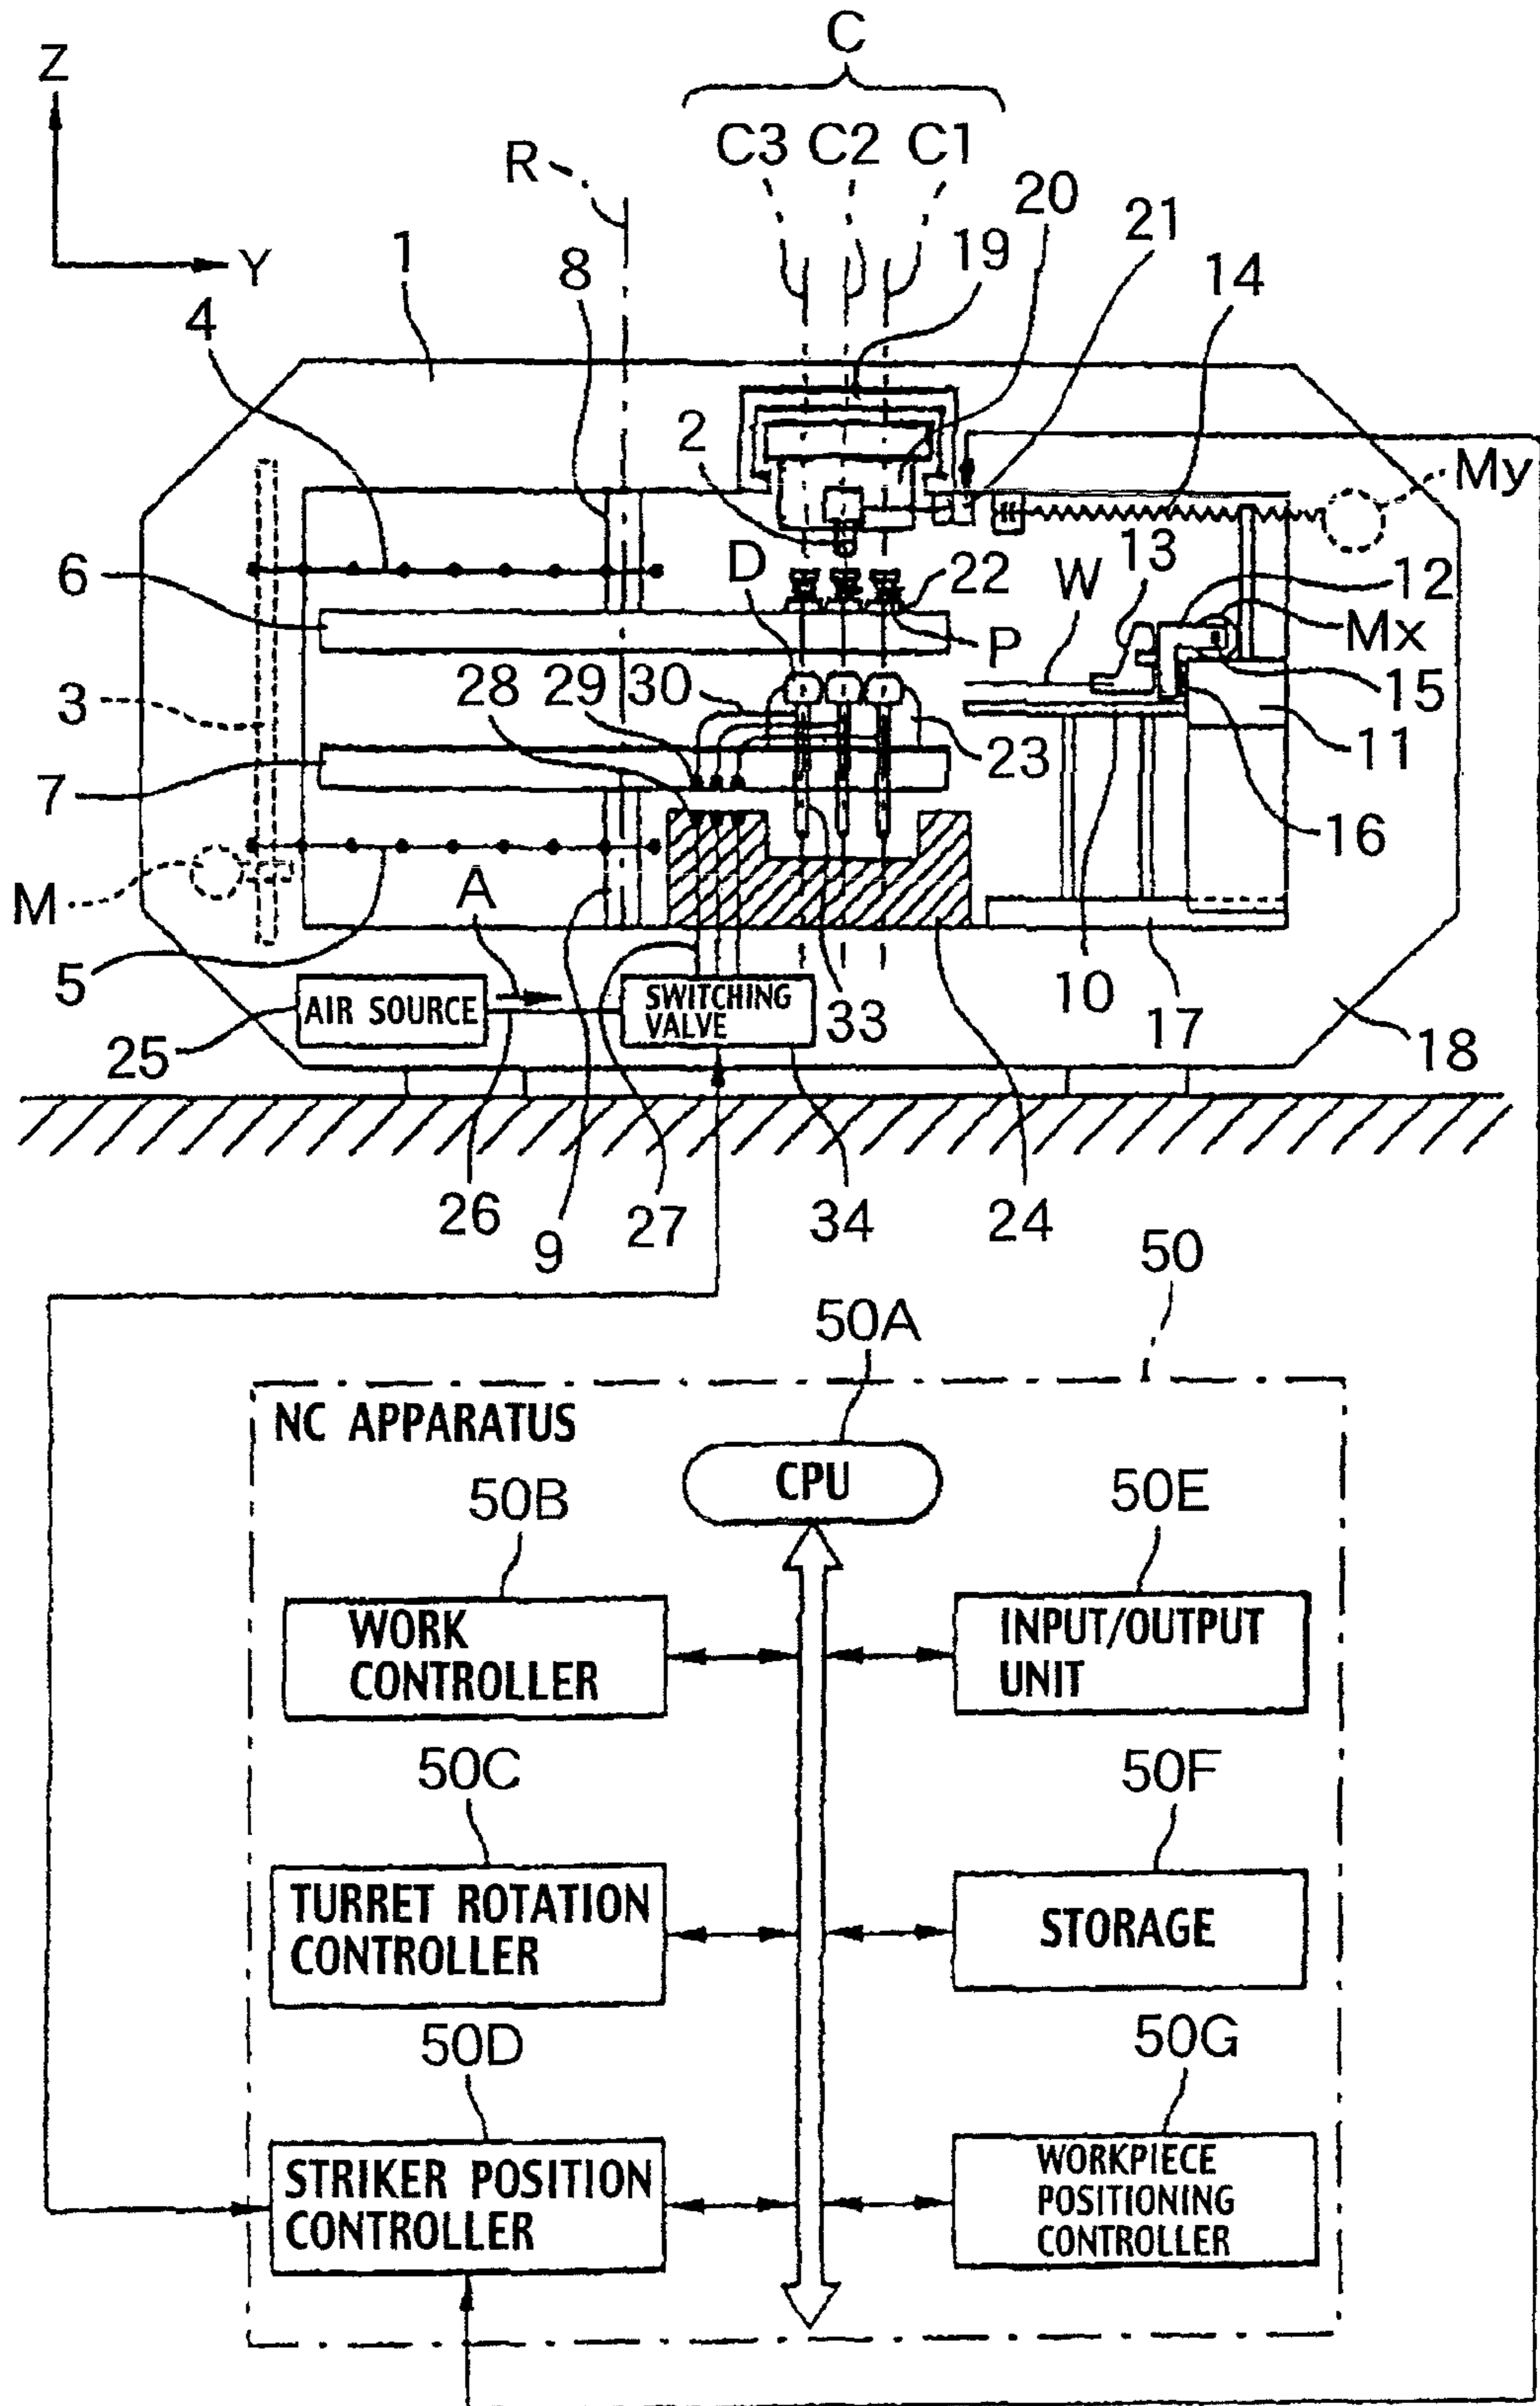 C
Z
C3 C2 C1
R
20
21
Y
1
8
19
14
4
2
My
13
12
6
D
22
W
P
Mx
28 29 30
15
3
23
11
7
16
A
M
5
AIR SOURCE
SWITCHING
VALVE
33
10
17
25
18
26
9
27
34
24
50
50A
NC APPARATUS
CPU
50B
50E
WORK
CONTROLLER
INPUT/OUTPUT
UNIT
50C
50F
TURRET ROTATION
CONTROLLER
STORAGE
50D
50G
STRIKER POSITION
CONTROLLER
WORKPIECE
POSITIONING
CONTROLLER